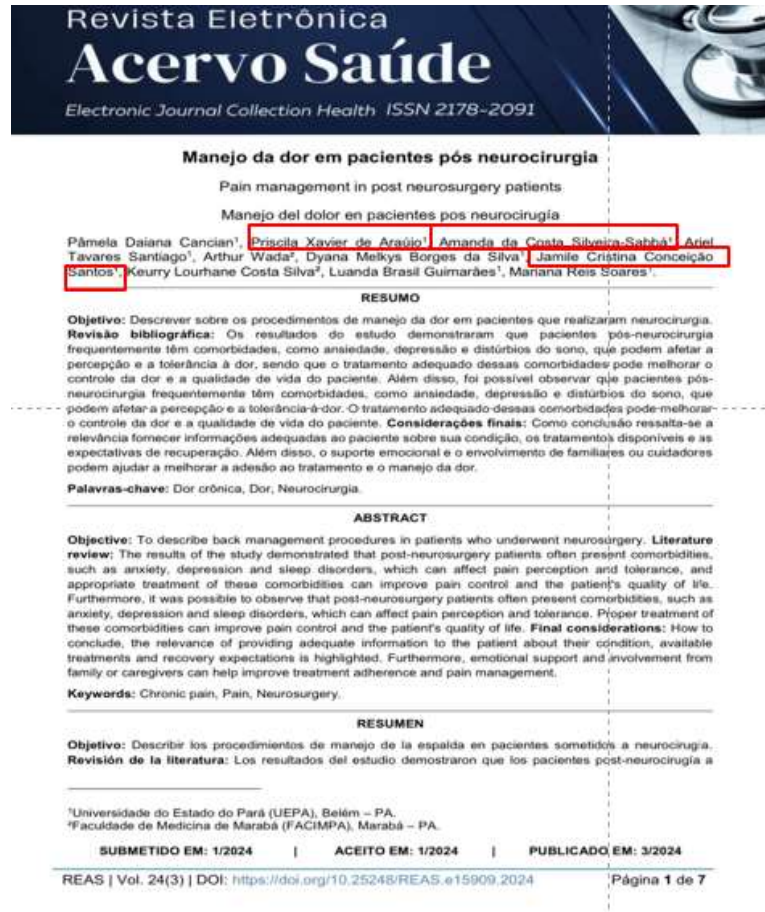 Revista Eletrônica
Acervo Saúde
Electronic Journal Collection Health ISSN 2178-2091
Manejo da dor em pacientes pós neurocirurgia
Pain management in post neurosurgery patients
Manejo del dolor en pacientes pos neurocirugía
Pâmela Daiana Cancian¹, Priscila Xavier de Araújo¹, Amanda da Costa Silveira-Sabbá¹, Ariel
Tavares Santiago¹, Arthur Wada², Dyana Melkys Borges da Silva¹, Jamile Cristina Conceição
Santos¹, Keurry Lourhane Costa Silva², Luanda Brasil Guimarães¹, Mariana Reis Soares¹.
RESUMO
Objetivo: Descrever sobre os procedimentos de manejo da dor em pacientes que realizaram neurocirurgia.
Revisão bibliográfica: Os resultados do estudo demonstraram que pacientes pós-neurocirurgia
frequentemente têm comorbidades, como ansiedade, depressão e distúrbios do sono, que podem afetar a
percepção e a tolerância à dor, sendo que o tratamento adequado dessas comorbidades pode melhorar o
controle da dor e a qualidade de vida do paciente. Além disso, foi possível observar que pacientes pós-
neurocirurgia frequentemente têm comorbidades, como ansiedade, depressão e distúrbios do sono, que
podem afetar a percepção e a tolerância à dor. O tratamento adequado dessas comorbidades pode melhorar
o controle da dor e a qualidade de vida do paciente. Considerações finais: Como conclusão ressalta-se a
relevância fornecer informações adequadas ao paciente sobre sua condição, os tratamentos disponíveis e as
expectativas de recuperação. Além disso, o suporte emocional e o envolvimento de familiares ou cuidadores
podem ajudar a melhorar a adesão ao tratamento e o manejo da dor.
Palavras-chave: Dor crônica, Dor, Neurocirurgia.
ABSTRACT
Objective: To describe back management procedures in patients who underwent neurosurgery. Literature
review: The results of the study demonstrated that post-neurosurgery patients often present comorbidities,
such as anxiety, depression and sleep disorders, which can affect pain perception and tolerance, and
appropriate treatment of these comorbidities can improve pain control and the patient's quality of life.
Furthermore, it was possible to observe that post-neurosurgery patients often present comorbidities, such as
anxiety, depression and sleep disorders, which can affect pain perception and tolerance. Proper treatment of
these comorbidities can improve pain control and the patient's quality of life. Final considerations: How to
conclude, the relevance of providing adequate information to the patient about their condition, available
treatments and recovery expectations is highlighted. Furthermore, emotional support and involvement from
family or caregivers can help improve treatment adherence and pain management.
Keywords: Chronic pain, Pain, Neurosurgery.
RESUMEN
Objetivo: Describir los procedimientos de manejo de la espalda en pacientes sometidos a neurocirugía.
Revisión de la literatura: Los resultados del estudio demostraron que los pacientes post-neurocirugía a
¹Universidade do Estado do Pará (UEPA), Belém – PA.
²Faculdade de Medicina de Marabá (FACIMPA), Marabá – PA.
SUBMETIDO EM: 1/2024 | ACEITO EM: 1/2024 | PUBLICADO EM: 3/2024
REAS | Vol. 24(3) | DOI: https://doi.org/10.25248/REAS.e15909.2024 Página 1 de 7